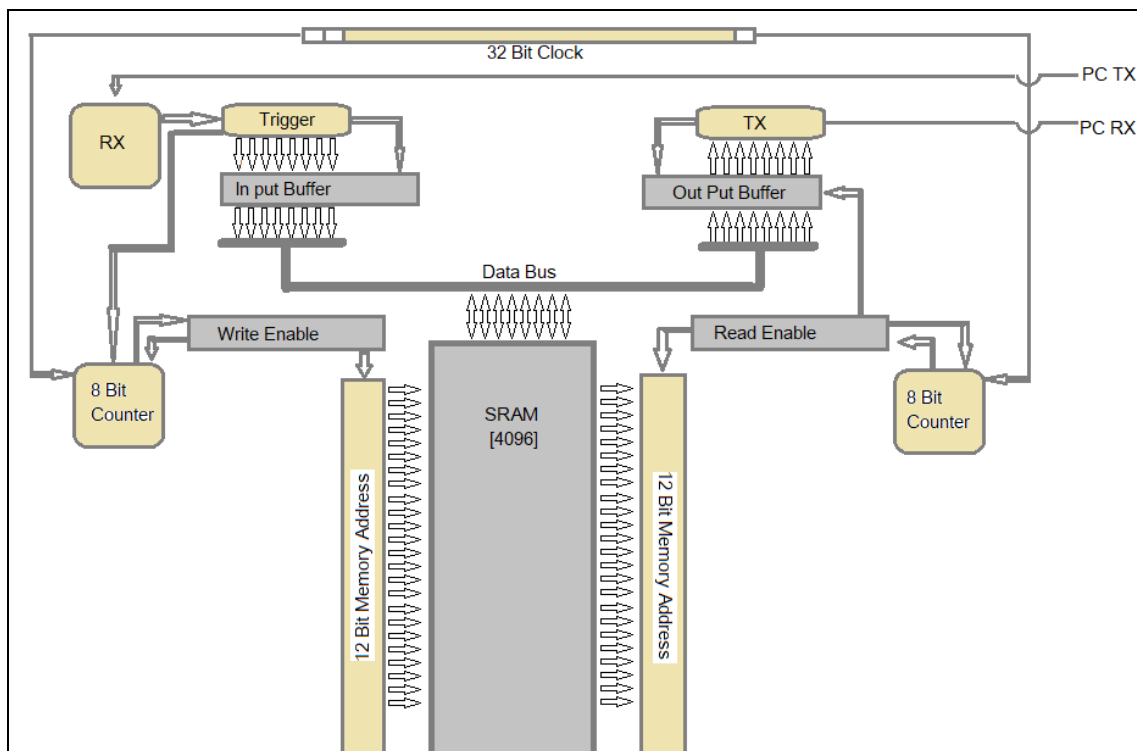 32 Bit Clock
PC TX
RX
Trigger
TX
PC RX
In put Buffer
Out Put Buffer
Data Bus
Write Enable
Read Enable
8 Bit
Counter
SRAM
[4096]
8 Bit
Counter
12 Bit Memory Address
12 Bit Memory Address